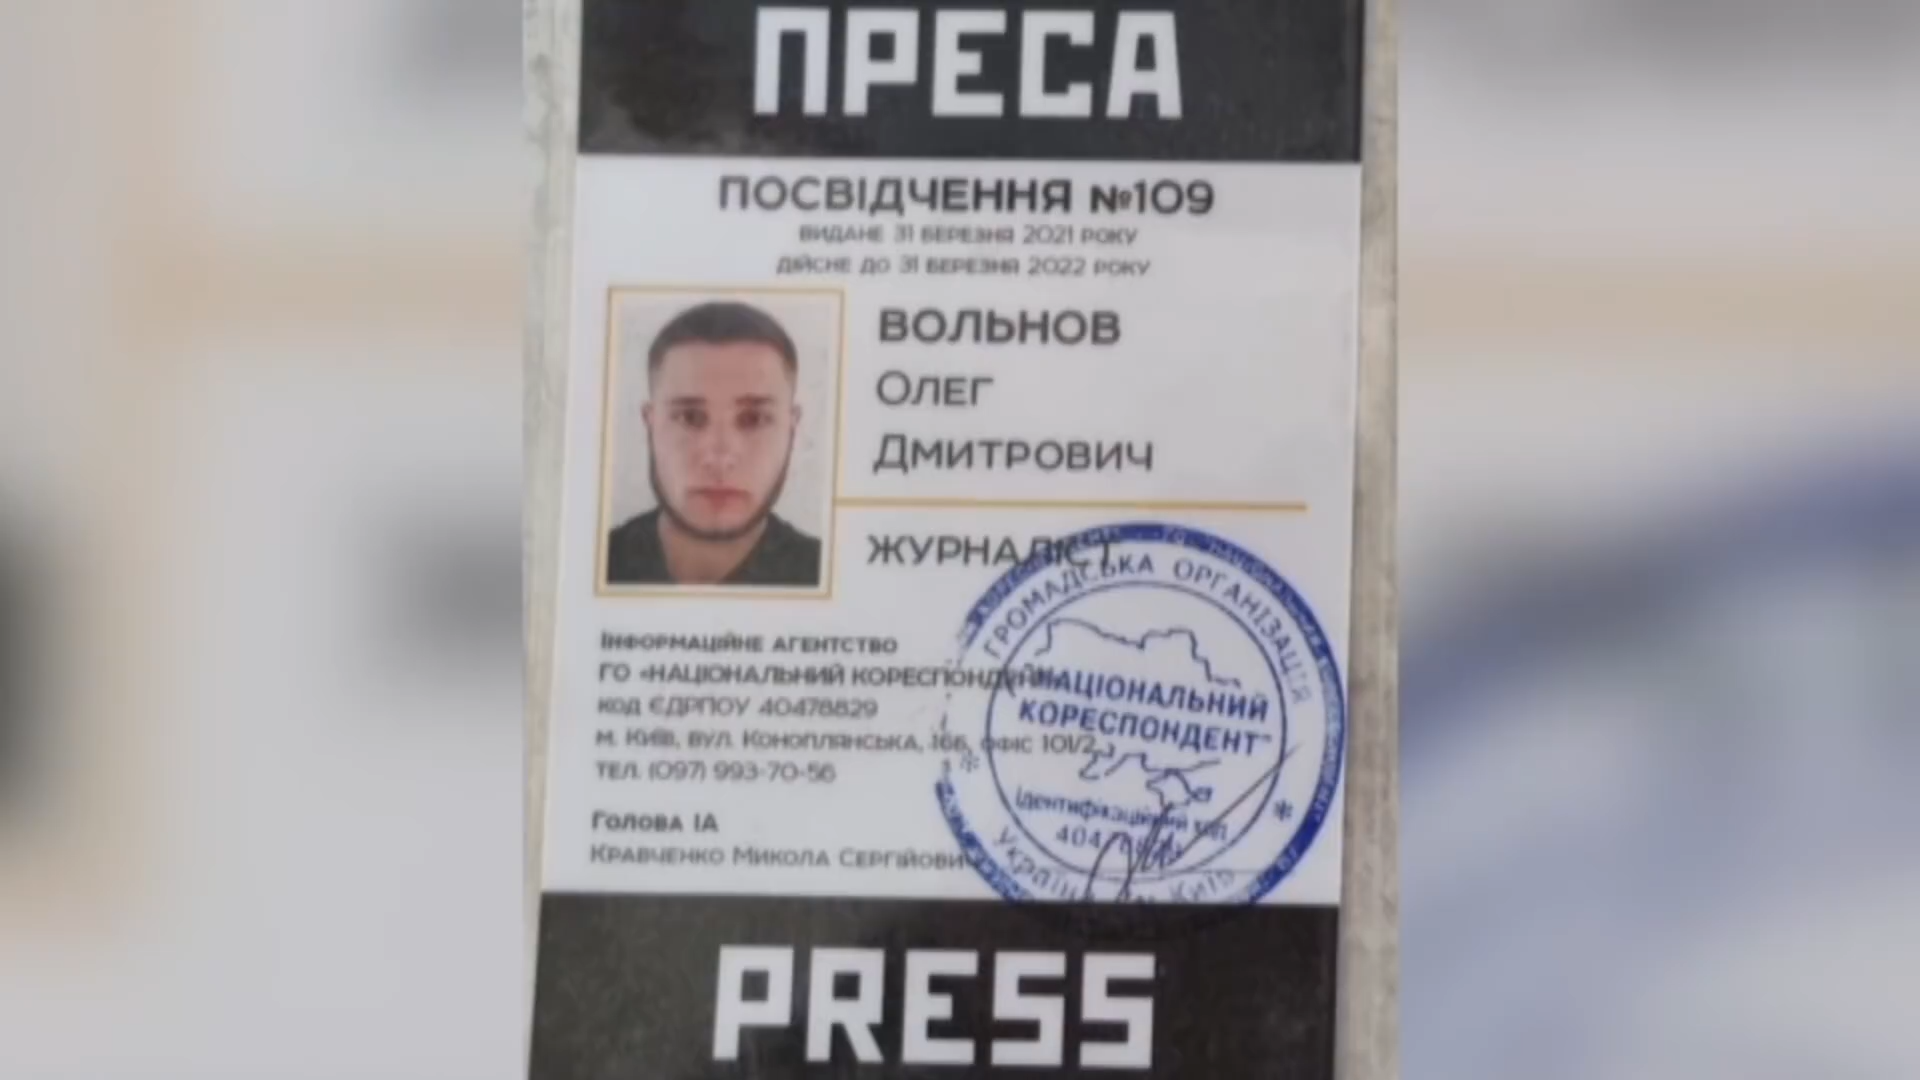 ПРЕСА
ПОСВІДЧЕННЯ №109
ВИДАНЕ 31 БЕРЕЗНЯ 2021 РОКУ
ДІЙСНЕ ДО 31 БЕРЕЗНЯ 2022 РОКУ
ВОЛЬНОВ
ОЛЕГ
ДМИТРОВИЧ
ЖУРНАЛІСТ
ІНФОРМАЦІЙНЕ АГЕНТСТВО
ГО «НАЦІОНАЛЬНИЙ КОРЕСПОНДЕНТ»
КОД ЄДРПОУ 40478829
М. КИЇВ, ВУЛ. КОНОПЛЯНСЬКА, 16Б, ОФІС 101/2
ТЕЛ. (097) 993-70-56
ГОЛОВА ІА
КРАВЧЕНКО МИКОЛА СЕРГІЙОВИЧ
ГРОМАДСЬКА ОРГАНІЗАЦІЯ
"НАЦІОНАЛЬНИЙ
КОРЕСПОНДЕНТ"
Ідентифікаційний код
Україна Київ
PRESS